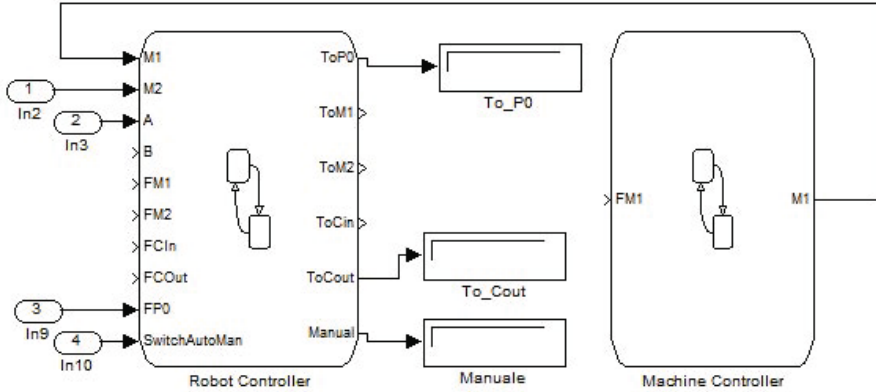 M1 ToP0
To_P0
1 M2
In2
2 A ToM1
In3
B ToM2
FM1 FM1 M1
FM2 ToCin
FCIn
FCOut ToCout
To_Cout
3 FP0
In9
4 SwitchAutoMan Manual
In10
Robot Controller Manuale Machine Controller